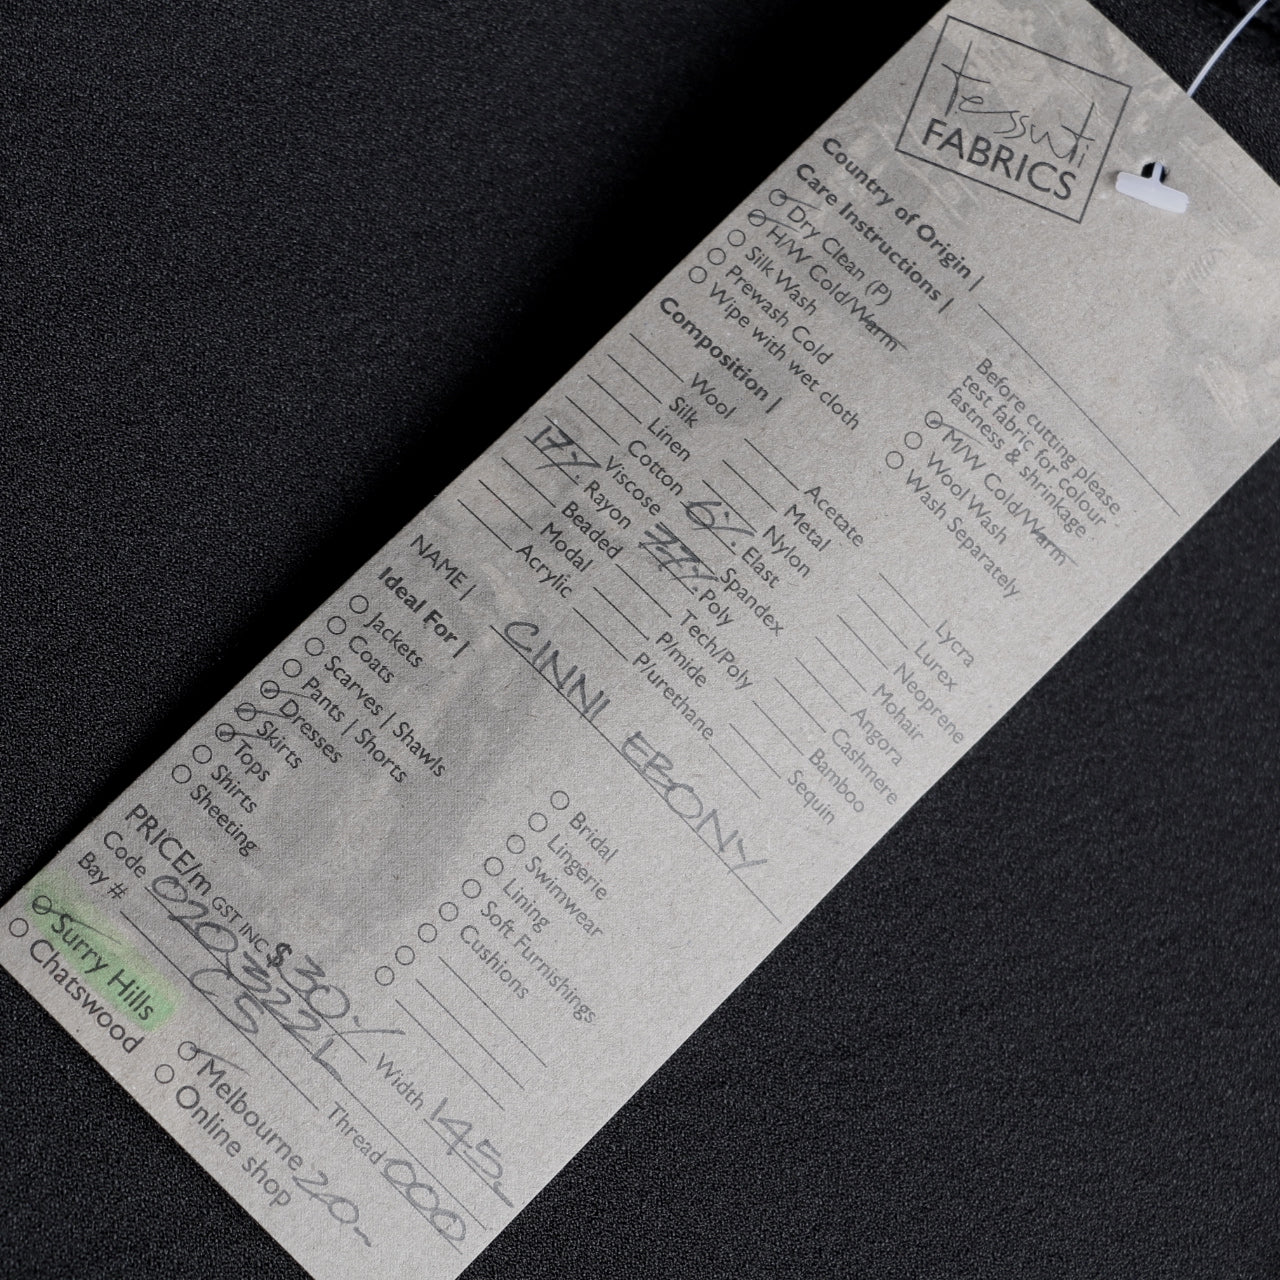 Tessuti
FABRICS
Country of Origin |
Care Instructions |
Dry Clean (P)
H/W Cold/Warm
Silk Wash
Prewash Cold
Wipe with wet cloth
Before cutting please
test fabric for colour
fastness & shrinkage
M/W Cold/Warm
Wool Wash
Wash Separately
Composition |
Wool
Silk
Linen
Cotton
Viscose
17% Rayon
Beaded
Modal
Acrylic
Acetate
Metal
Nylon
6% Elast
Spandex
77% Poly
Tech/Poly
P/mide
P/urethane
Lycra
Lurex
Neoprene
Mohair
Angora
Cashmere
Bamboo
Sequin
NAME | CINNI EBONY
Ideal For |
Jackets
Coats
Scarves | Shawls
Pants | Shorts
Dresses
Skirts
Tops
Shirts
Sheeting
Bridal
Lingerie
Swimwear
Lining
Soft Furnishings
Cushions
PRICE/m GST INC. $30 Width 145
Code 020322L Thread 000
Bay # C5
Surry Hills
Chatswood
Melbourne 20
Online shop